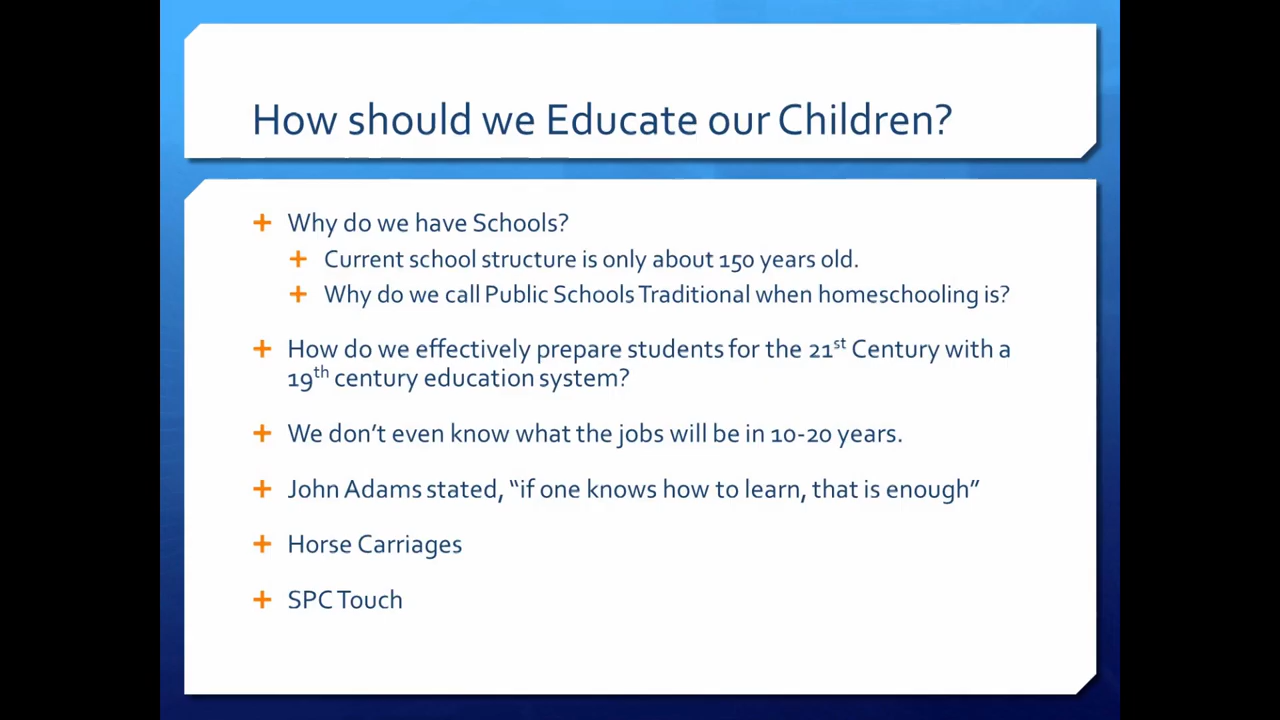 How should we Educate our Children?
Why do we have Schools?
Current school structure is only about 150 years old.
Why do we call Public Schools Traditional when homeschooling is?
How do we effectively prepare students for the 21st Century with a
19th century education system?
We don’t even know what the jobs will be in 10-20 years.
John Adams stated, “if one knows how to learn, that is enough”
Horse Carriages
SPC Touch